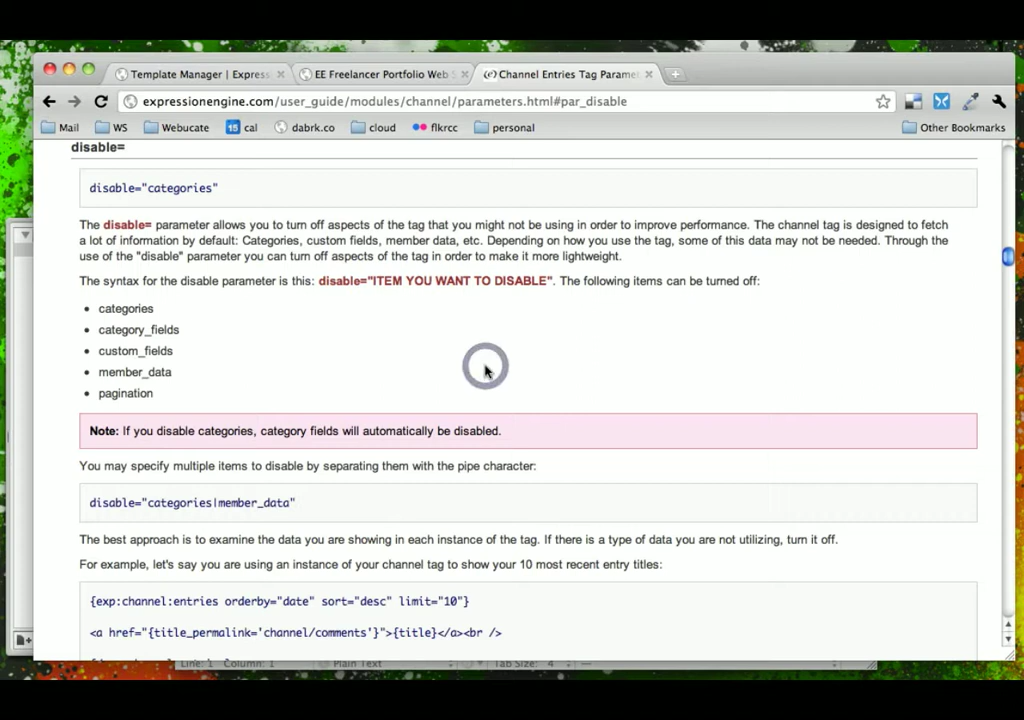 Template Manager | Express
EE Freelancer Portfolio Web
Channel Entries Tag Parame
expressionengine.com/user_guide/modules/channel/parameters.html#par_disable
Mail WS Webucate 15 cal dabrk.co cloud flkrcc personal Other Bookmarks
disable=
disable="categories"
The disable= parameter allows you to turn off aspects of the tag that you might not be using in order to improve performance. The channel tag is designed to fetch
a lot of information by default: Categories, custom fields, member data, etc. Depending on how you use the tag, some of this data may not be needed. Through the
use of the "disable" parameter you can turn off aspects of the tag in order to make it more lightweight.
The syntax for the disable parameter is this: disable="ITEM YOU WANT TO DISABLE". The following items can be turned off:
categories
category_fields
custom_fields
member_data
pagination
Note: If you disable categories, category fields will automatically be disabled.
You may specify multiple items to disable by separating them with the pipe character:
disable="categories|member_data"
The best approach is to examine the data you are showing in each instance of the tag. If there is a type of data you are not utilizing, turn it off.
For example, let's say you are using an instance of your channel tag to show your 10 most recent entry titles:
{exp:channel:entries orderby="date" sort="desc" limit="10"}
<a href="{title_permalink='channel/comments'}">{title}</a><br />
Line: 1 Column: 1 Plain Text Tab Size: 4